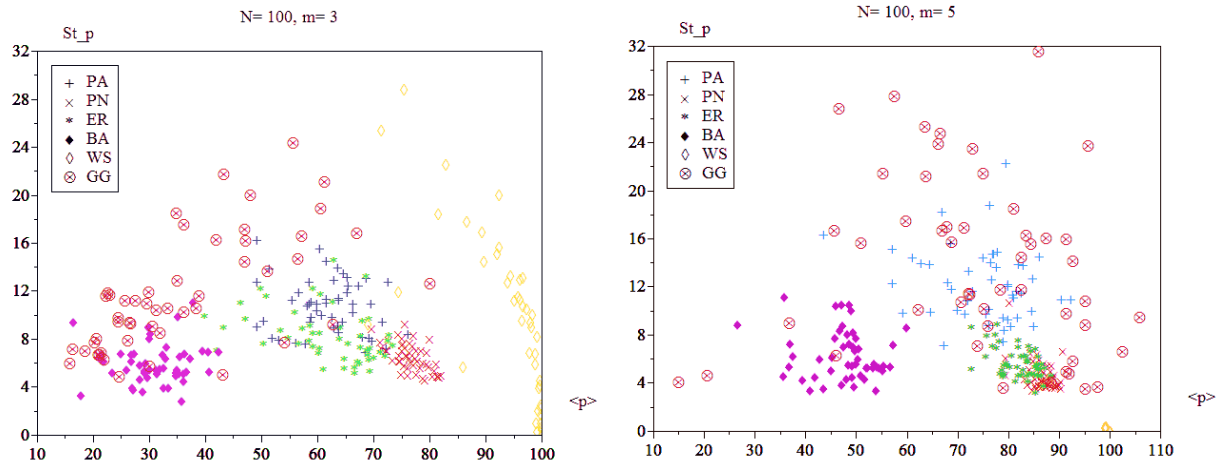 N= 100, m= 3
St_p
32
28
24
20
16
12
8
4
0
PA
PN
ER
BA
WS
GG
<p>
10 20 30 40 50 60 70 80 90 100
N= 100, m= 5
St_p
32
28
24
20
16
12
8
4
0
PA
PN
ER
BA
WS
GG
<p>
10 20 30 40 50 60 70 80 90 100 110